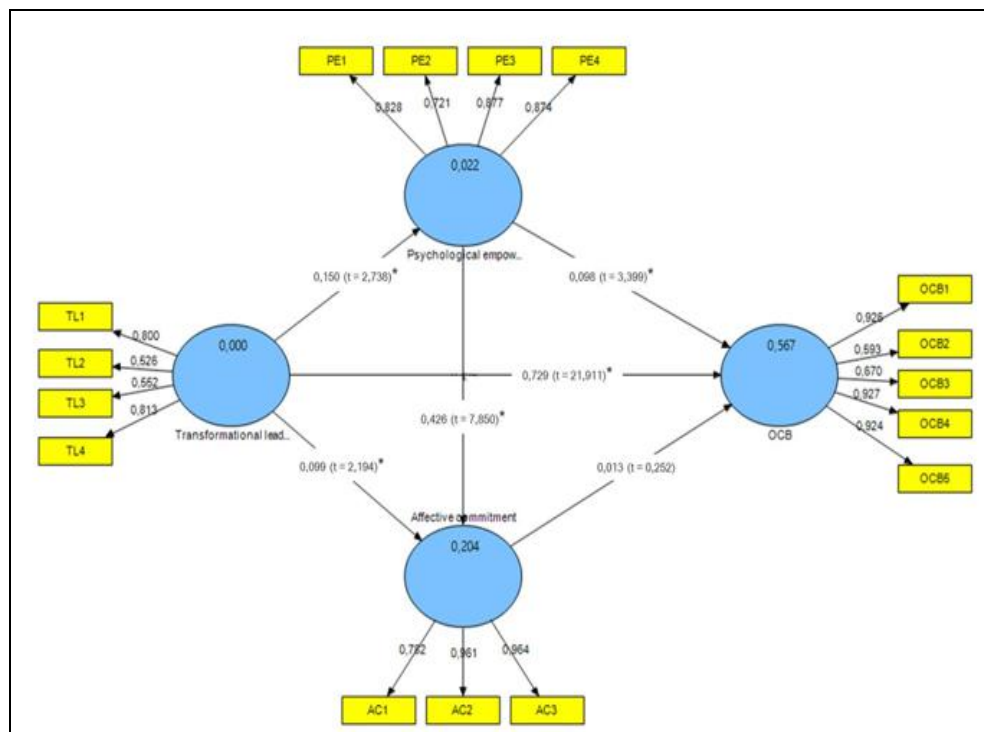 PE1
PE2
PE3
PE4
0,828
0,721
0,877
0,874
0,022
Psychological empow...
0,150 (t = 2,738)*
0,098 (t = 3,399)*
TL1
TL2
TL3
TL4
0,800
0,526
0,552
0,813
0,000
Transformational lead...
0,729 (t = 21,911)*
0,426 (t = 7,850)*
0,567
OCB
OCB1
OCB2
OCB3
OCB4
OCB5
0,926
0,593
0,670
0,927
0,924
0,099 (t = 2,194)*
0,013 (t = 0,252)
Affective commitment
0,204
0,782
0,961
0,964
AC1
AC2
AC3